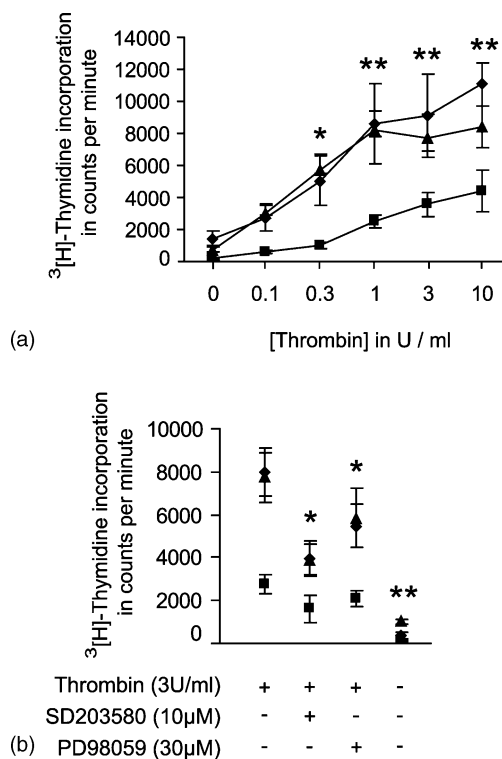 ³[H]-Thymidine incorporation
in counts per minute
14000
12000
10000
8000
6000
4000
2000
0
*
**
**
**
0 0.1 0.3 1 3 10
[Thrombin] in U / ml
(a)
³[H]-Thymidine incorporation
in counts per minute
10000
8000
6000
4000
2000
0
*
*
**
Thrombin (3U/ml) + + + -
SD203580 (10µM) - + - -
PD98059 (30µM) - - + -
(b)